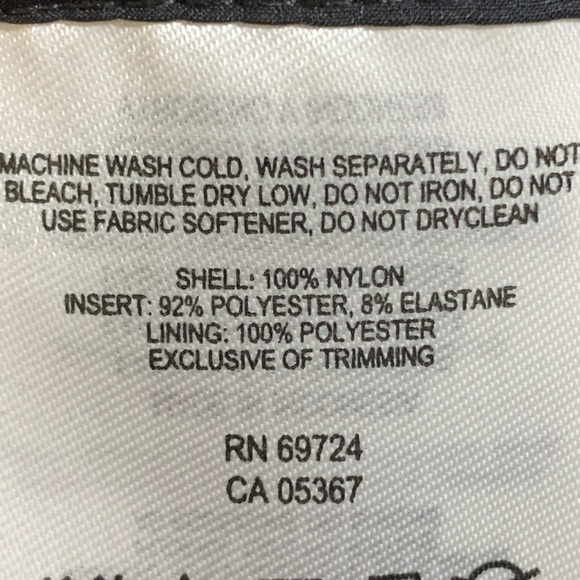 MACHINE WASH COLD, WASH SEPARATELY, DO NOT
BLEACH, TUMBLE DRY LOW, DO NOT IRON, DO NOT
USE FABRIC SOFTENER, DO NOT DRYCLEAN
SHELL: 100% NYLON
INSERT: 92% POLYESTER, 8% ELASTANE
LINING: 100% POLYESTER
EXCLUSIVE OF TRIMMING
RN 69724
CA 05367